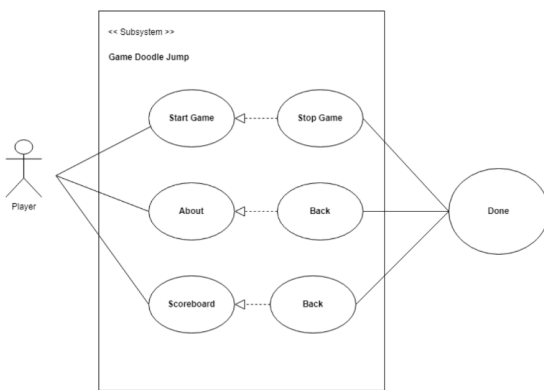 << Subsystem >>
Game Doodle Jump
Start Game
Stop Game
Player
About
Back
Done
Scoreboard
Back